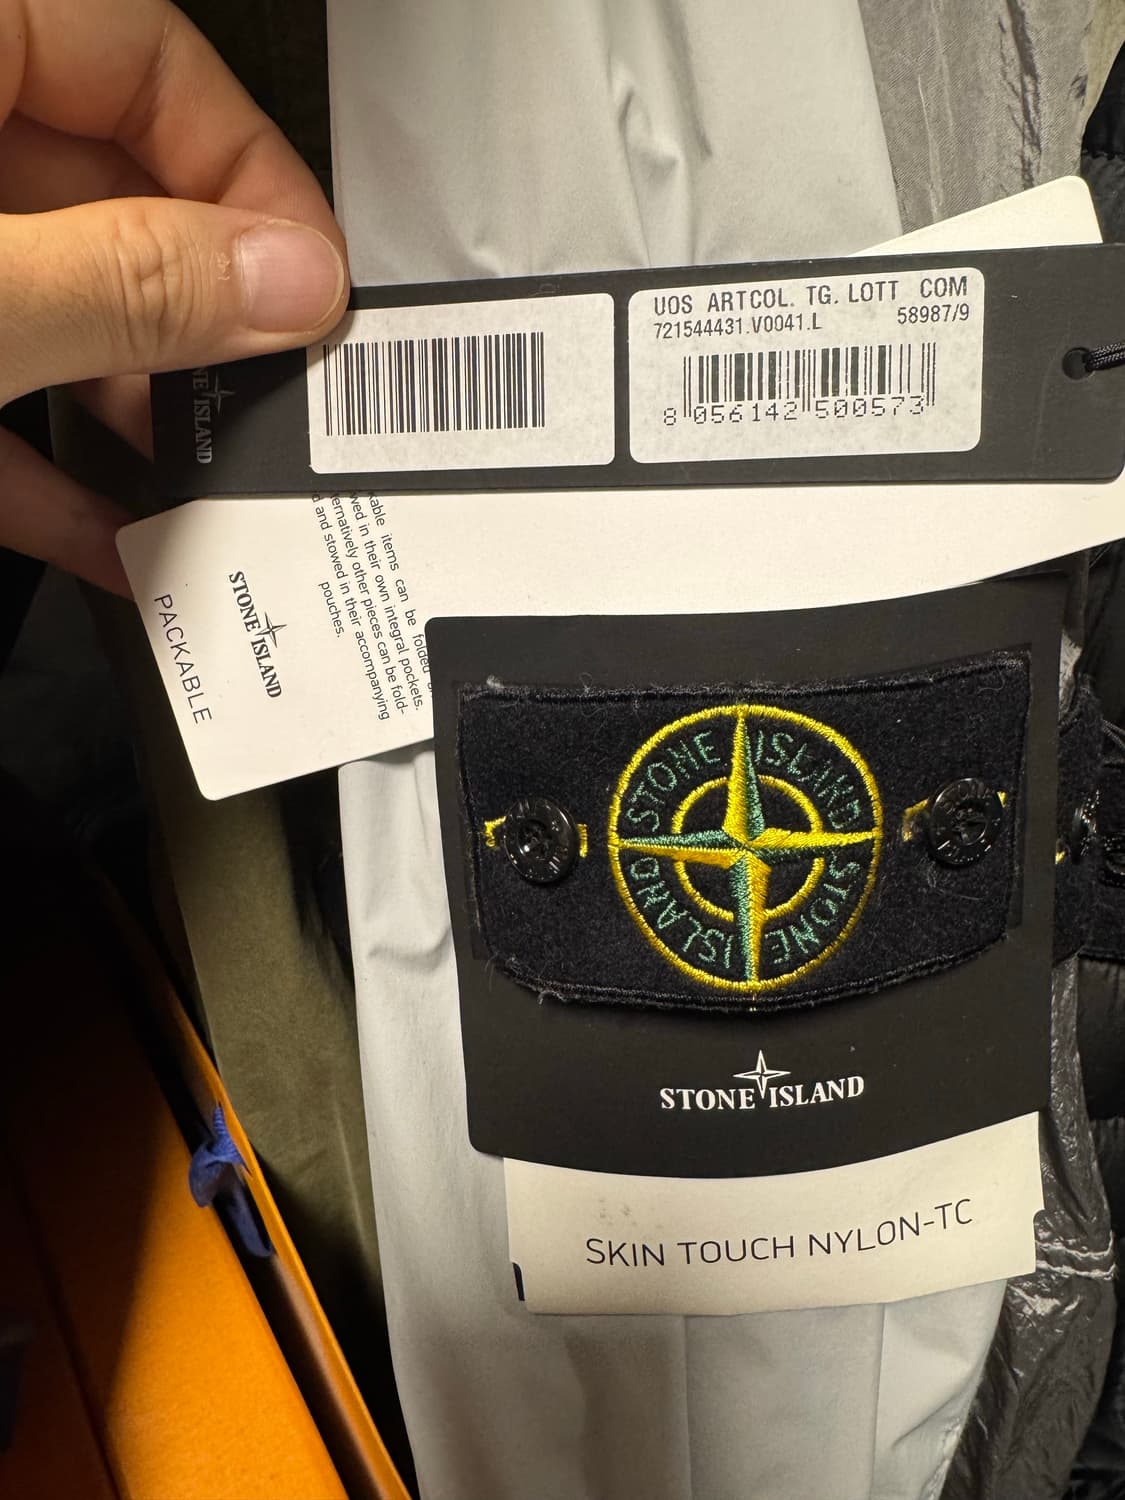 UOS ARTCOL. TG. LOTT COM
721544431.V0041.L 58987/9
8 056142 500573
ISLAND
PACKABLE
STONE ISLAND
items can be folded
in their own integral pockets.
other pieces can be fold-
and stowed in their accompanying
pouches.
STONE ISLAND
STONE ISLAND
STONE ISLAND
SKIN TOUCH NYLON-TC